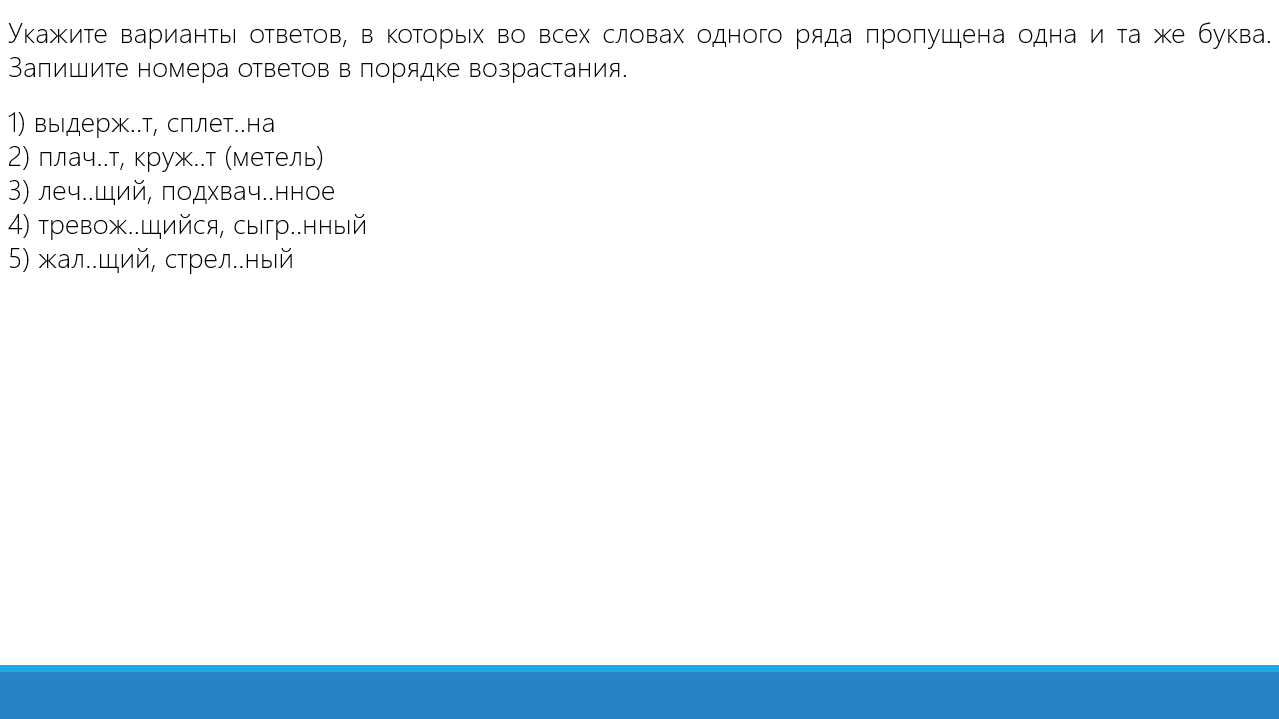 Укажите варианты ответов, в которых во всех словах одного ряда пропущена одна и та же буква.
Запишите номера ответов в порядке возрастания.
1) выдерж..т, сплет..на
2) плач..т, круж..т (метель)
3) леч..щий, подхвач..нное
4) тревож..щийся, сыгр..нный
5) жал..щий, стрел..ный